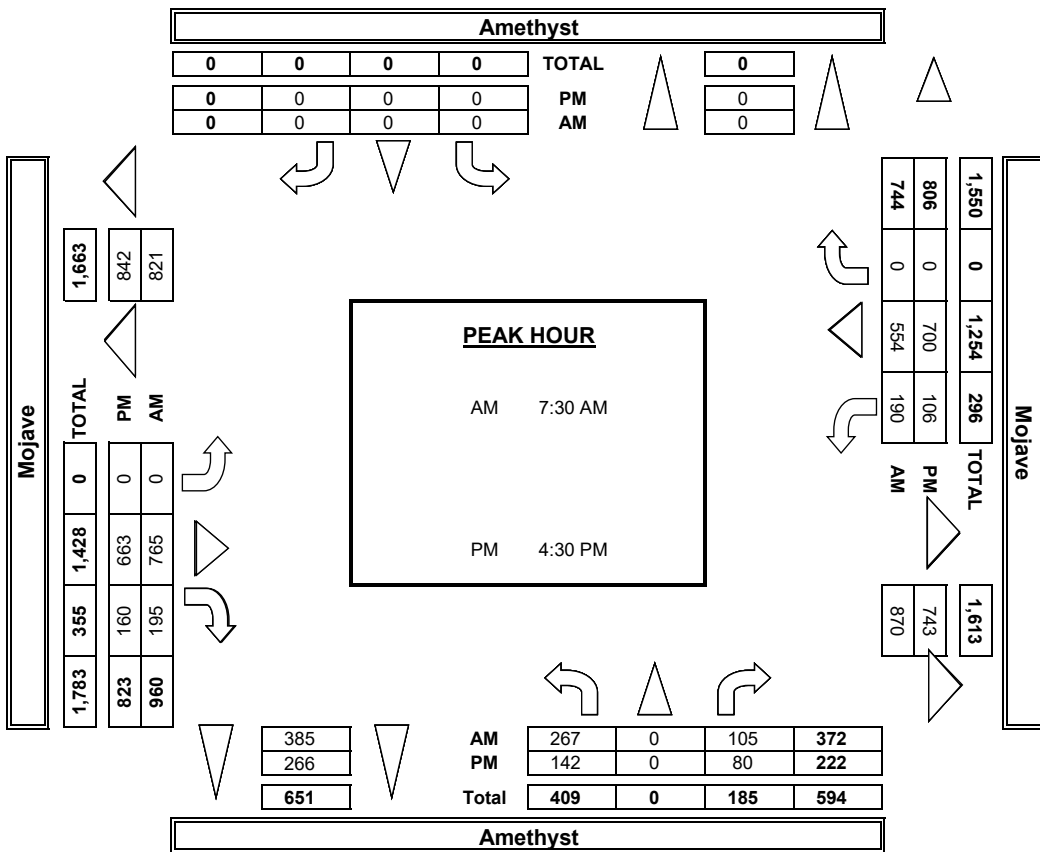 Amethyst
0 0 0 0 TOTAL 0
0 0 0 0 PM 0
0 0 0 0 AM 0
Mojave
1,663
842
821
TOTAL 0 1,428 355 1,783
PM 0 663 160 823
AM 0 765 195 960
PEAK HOUR
AM 7:30 AM
PM 4:30 PM
1,550 0 1,254 296 TOTAL
806 0 700 106 PM
744 0 554 190 AM
1,613
743
870
Mojave
385 AM 267 0 105 372
266 PM 142 0 80 222
651 Total 409 0 185 594
Amethyst